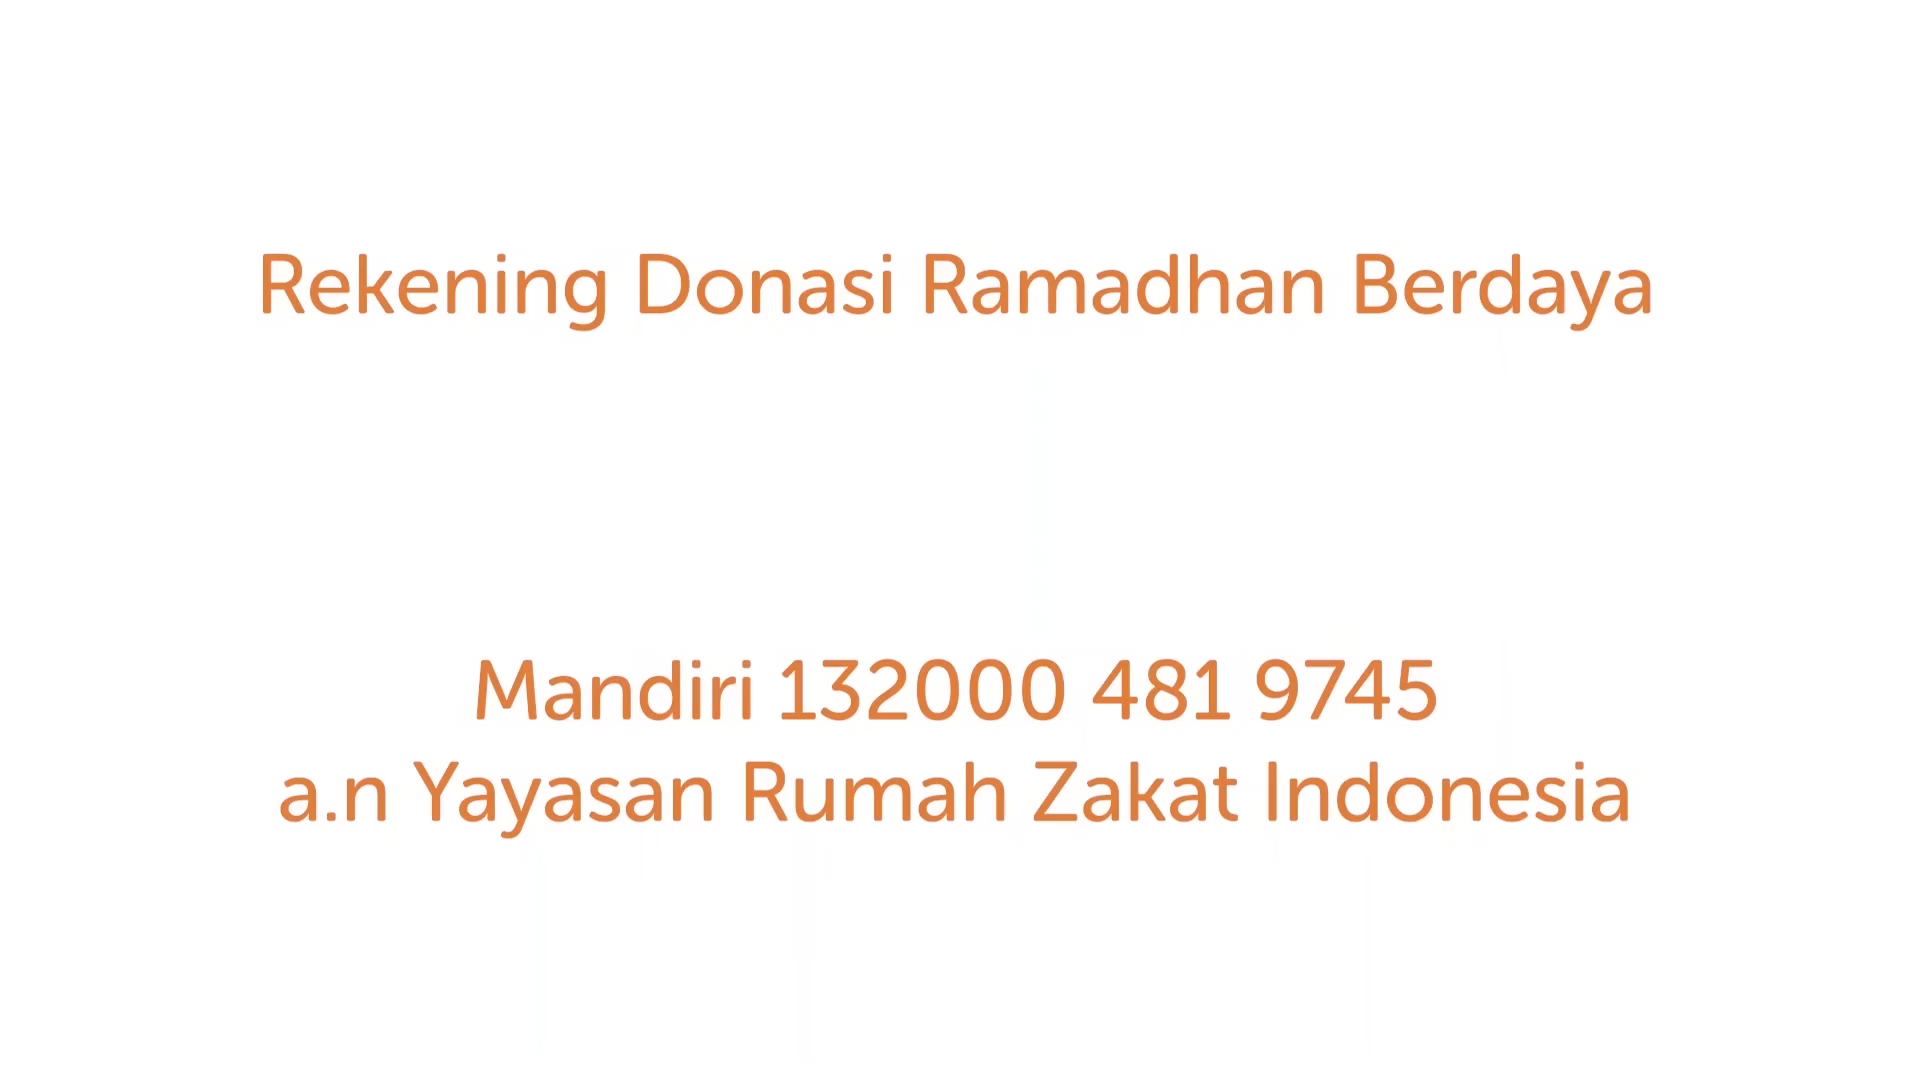 Rekening Donasi Ramadhan Berdaya
Mandiri 132000 481 9745
a.n Yayasan Rumah Zakat Indonesia